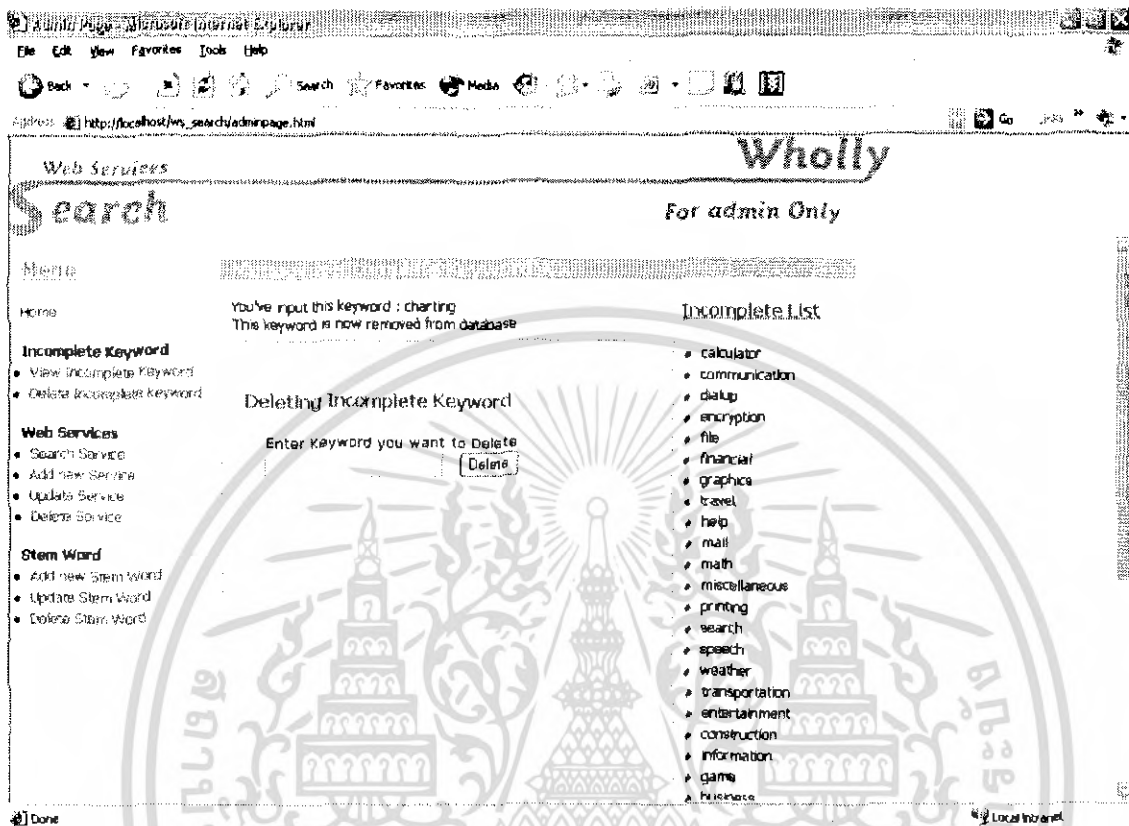 Admin Page - Microsoft Internet Explorer
File Edit View Favorites Tools Help
Back Search Favorites Media
Address http://localhost/ws_search/adminpage.html Go Links
Web Services
Search
Wholly
For admin Only
Menu
Home
Incomplete Keyword
View Incomplete Keyword
Delete Incomplete Keyword
Web Services
Search Service
Add new Service
Update Service
Delete Service
Stem Word
Add new Stem Word
Update Stem Word
Delete Stem Word
You've input this keyword : charting
This keyword is now removed from database
Deleting Incomplete Keyword
Enter Keyword you want to Delete
Delete
Incomplete List
calculator
communication
dialup
encryption
file
financial
graphics
travel
help
mail
math
miscellaneous
printing
search
speech
weather
transportation
entertainment
construction
information
game
business
Done
Local intranet